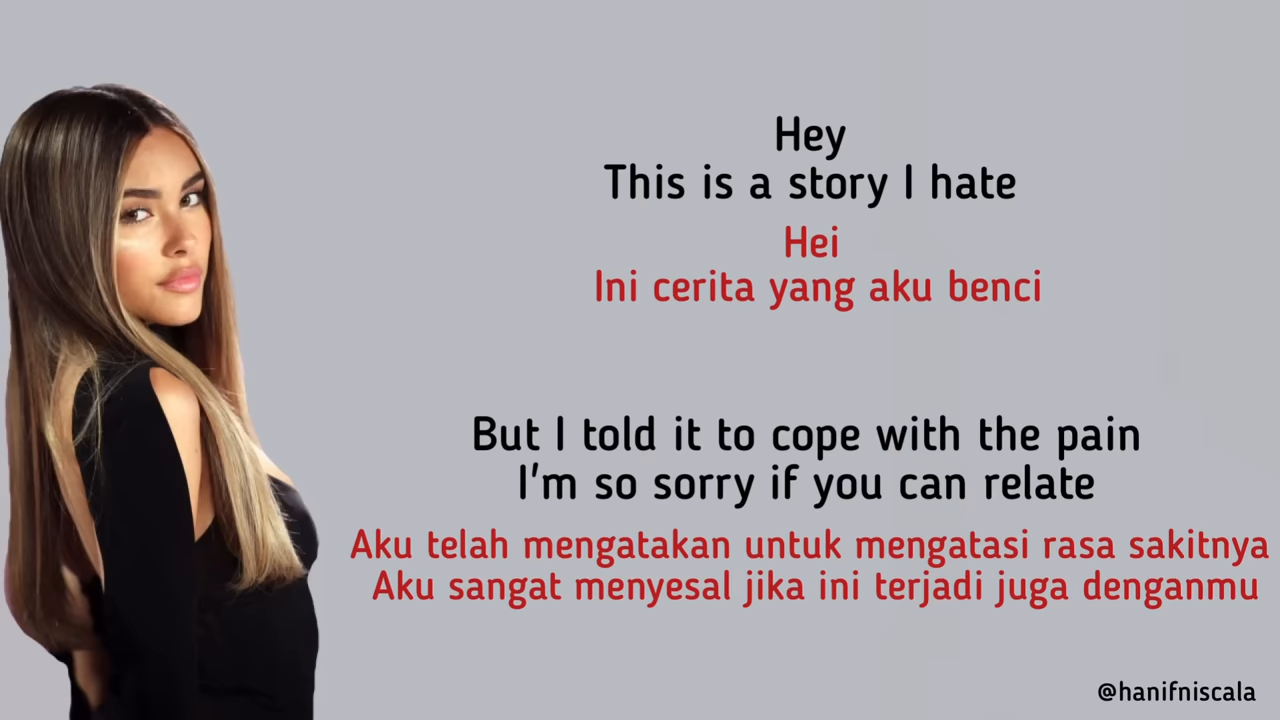 Hey
This is a story I hate
Hei
Ini cerita yang aku benci
But I told it to cope with the pain
I'm so sorry if you can relate
Aku telah mengatakan untuk mengatasi rasa sakitnya
Aku sangat menyesal jika ini terjadi juga denganmu
@hanifniscala